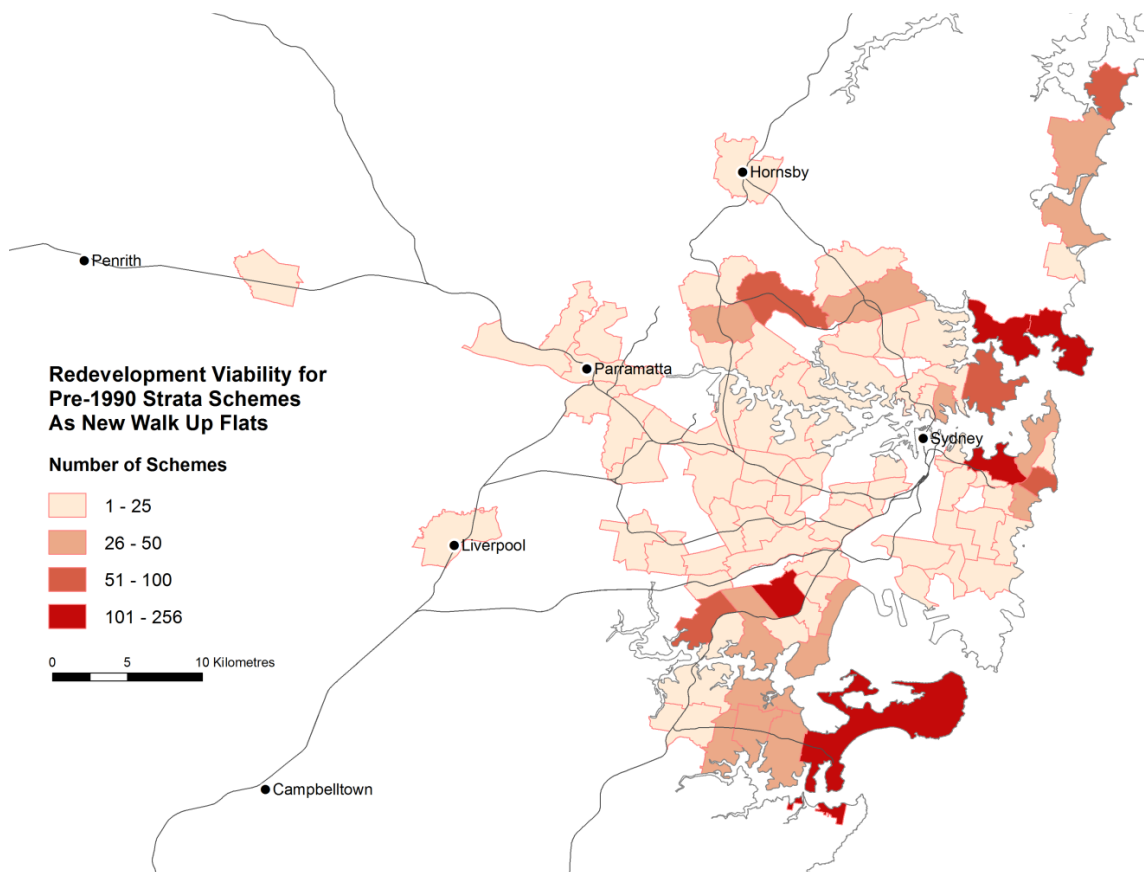 Hornsby
Penrith
Parramatta
Redevelopment Viability for
Pre-1990 Strata Schemes
As New Walk Up Flats
Sydney
Number of Schemes
1 - 25
26 - 50
Liverpool
51 - 100
101 - 256
0 5 10 Kilometres
Campbelltown